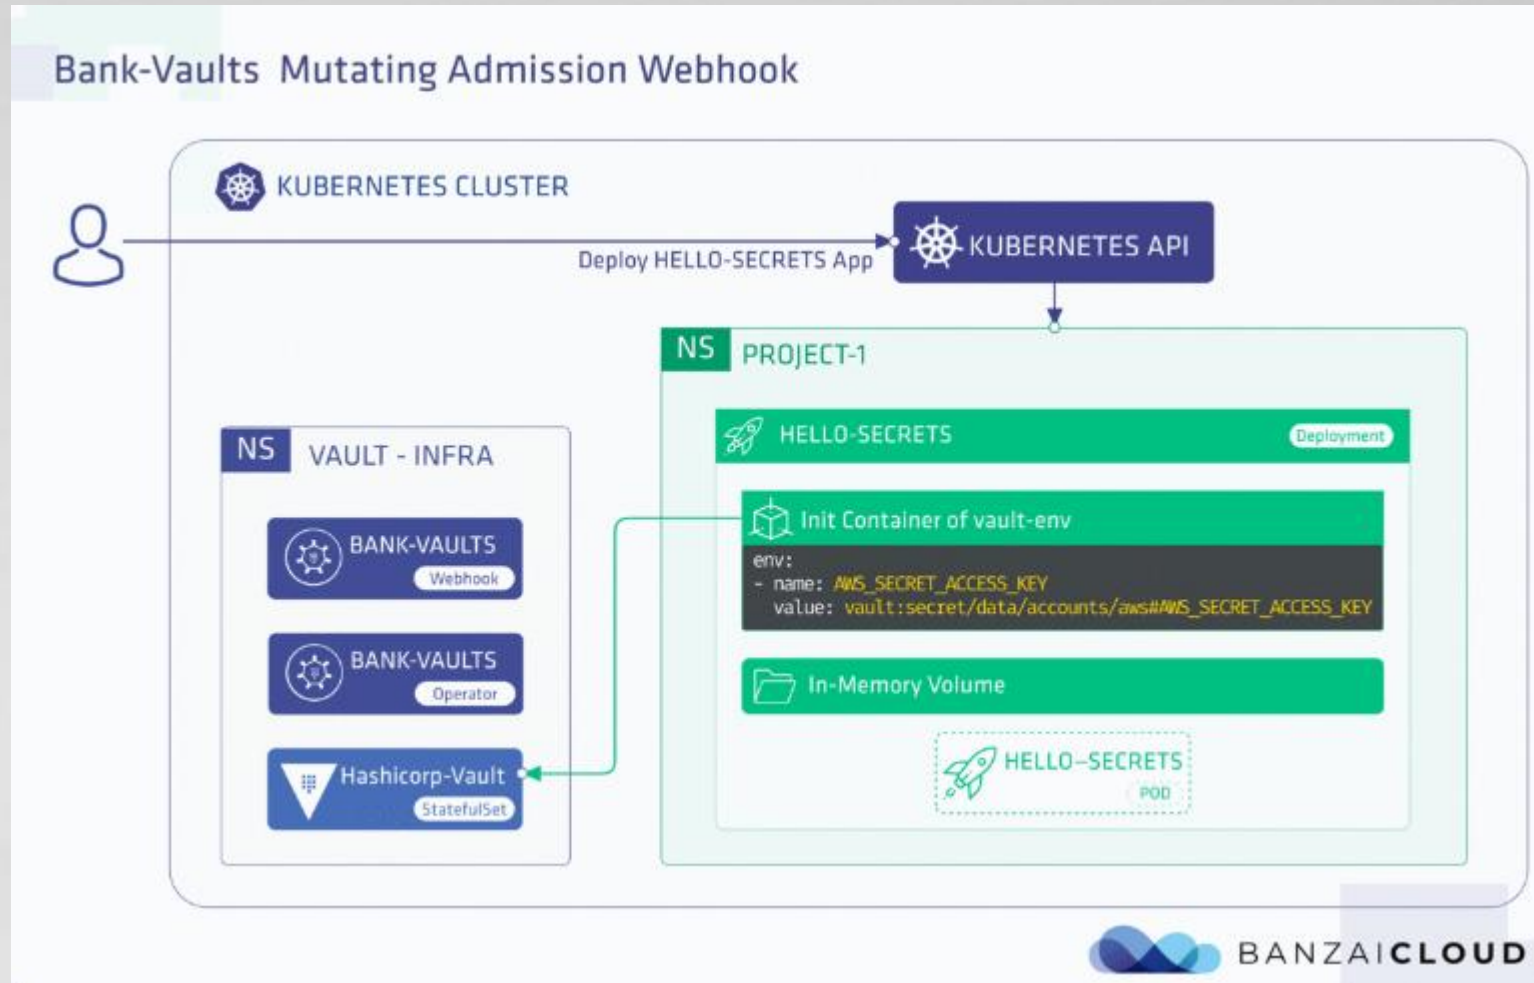 Bank-Vaults Mutating Admission Webhook
KUBERNETES CLUSTER
Deploy HELLO-SECRETS App
KUBERNETES API
NS
PROJECT-1
HELLO-SECRETS
Deployment
NS
VAULT - INFRA
BANK-VAULTS
Webhook
BANK-VAULTS
Operator
Hashicorp-Vault
StatefulSet
Init Container of vault-env
env:
- name: AWS_SECRET_ACCESS_KEY
value: vault:secret/data/accounts/aws#AWS_SECRET_ACCESS_KEY
In-Memory Volume
HELLO-SECRETS
POD
BANZAICLOUD